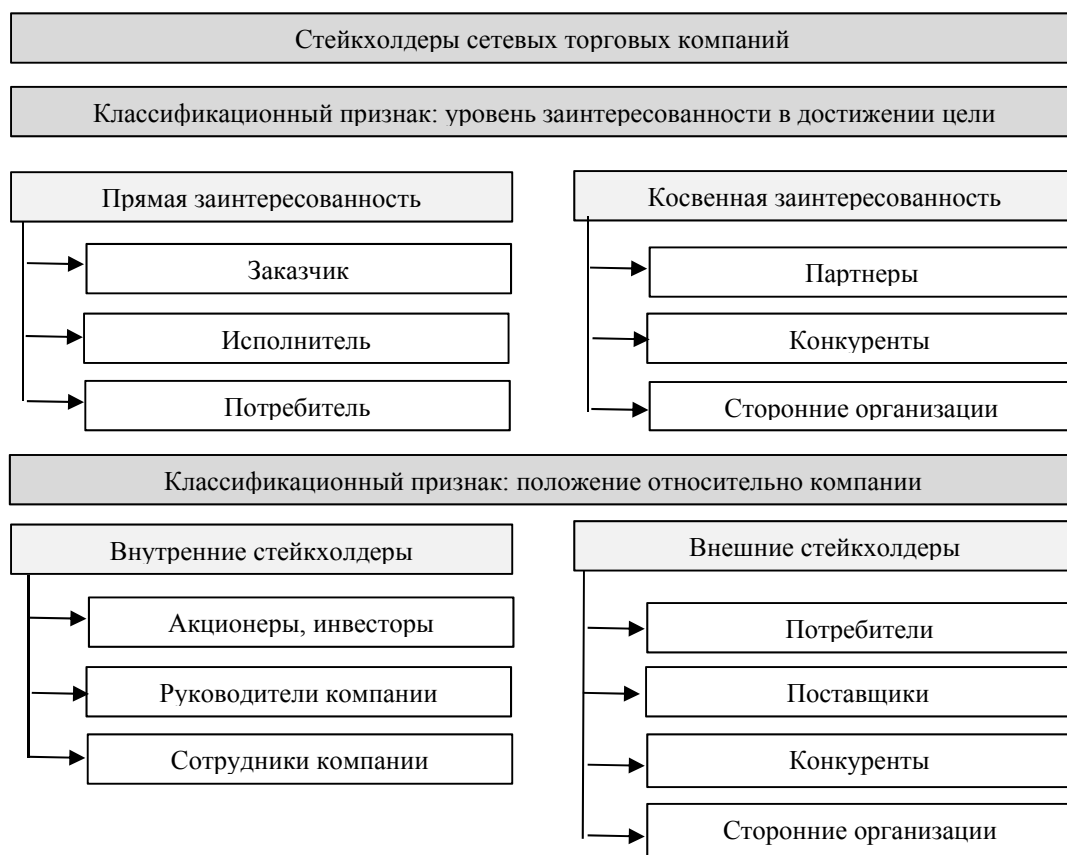 Стейкхолдеры сетевых торговых компаний
Классификационный признак: уровень заинтересованности в достижении цели
Прямая заинтересованность
Заказчик
Исполнитель
Потребитель
Косвенная заинтересованность
Партнеры
Конкуренты
Сторонние организации
Классификационный признак: положение относительно компании
Внутренние стейкхолдеры
Акционеры, инвесторы
Руководители компании
Сотрудники компании
Внешние стейкхолдеры
Потребители
Поставщики
Конкуренты
Сторонние организации